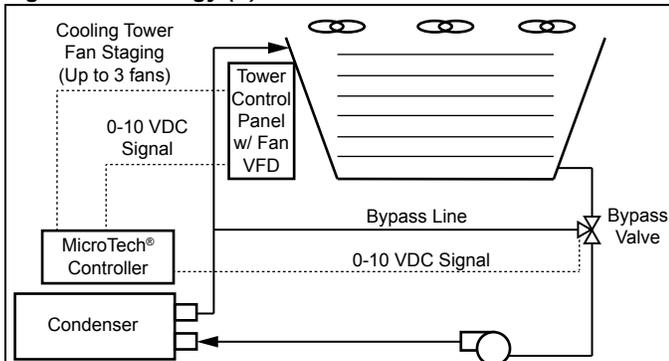 Cooling Tower
Fan Staging
(Up to 3 fans)
Tower
Control
Panel
w/ Fan
VFD
0-10 VDC
Signal
Bypass Line
Bypass
Valve
MicroTech®
Controller
0-10 VDC Signal
Condenser